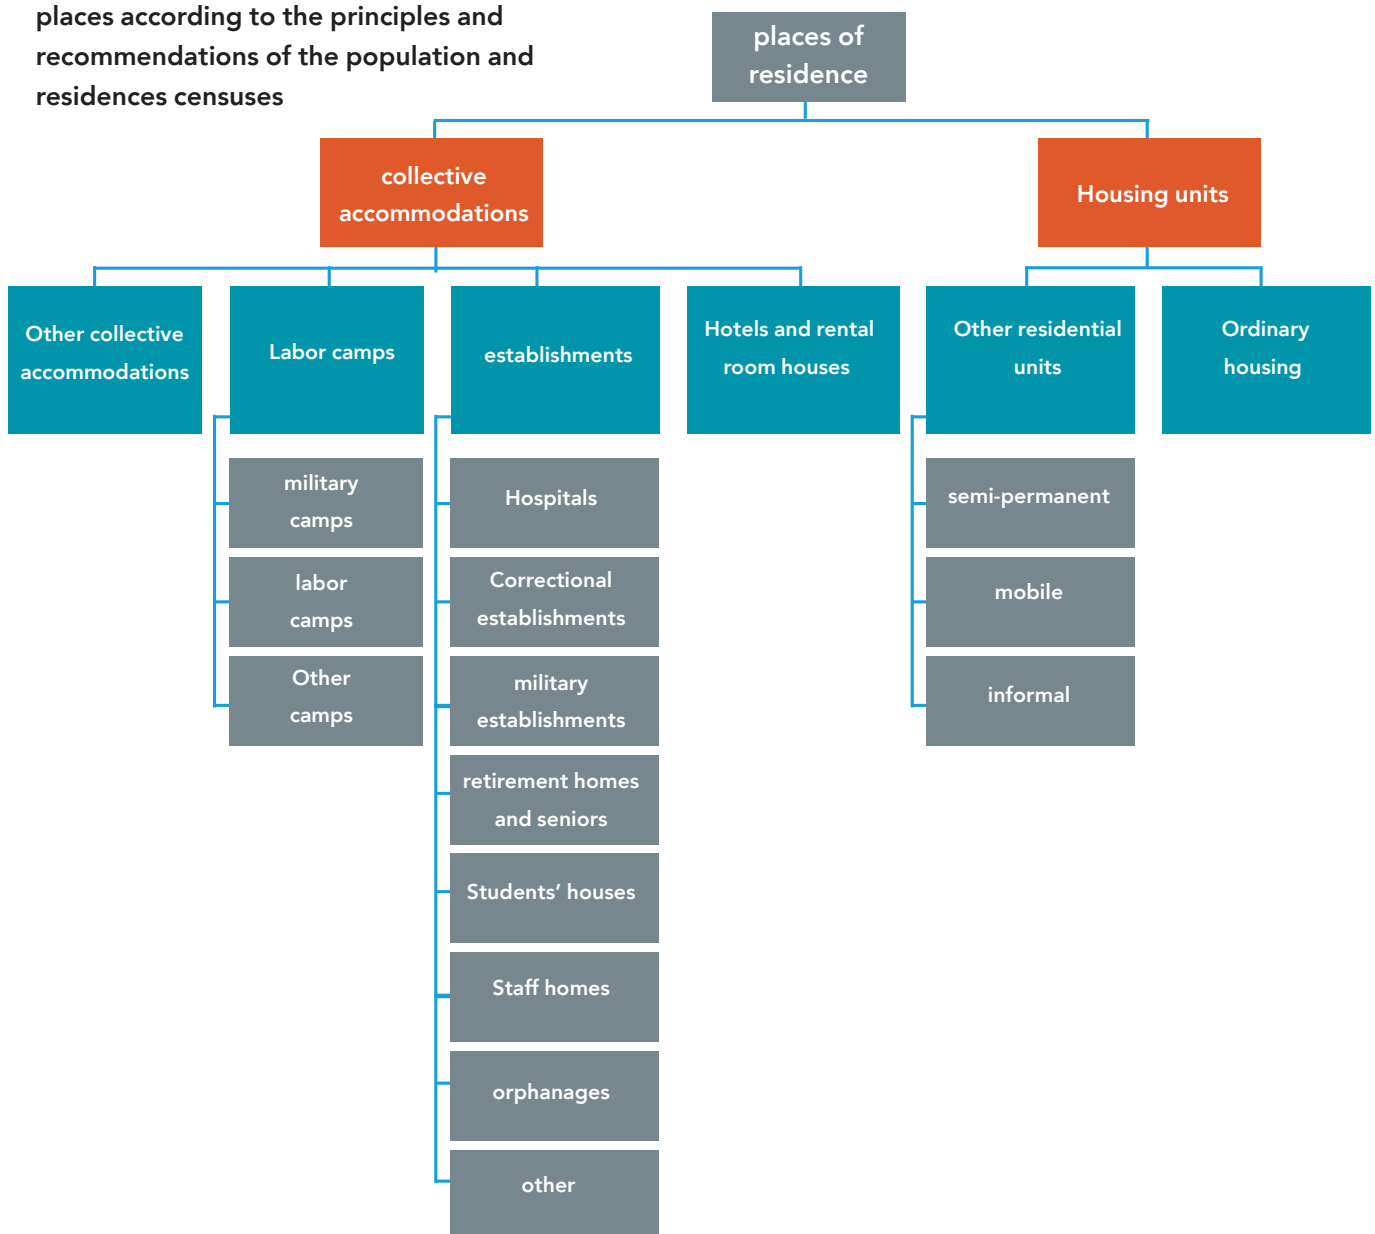 places according to the principles and
recommendations of the population and
residences censuses
places of
residence
collective
accommodations
Housing units
Other collective
accommodations
Labor camps
establishments
Hotels and rental
room houses
Other residential
units
Ordinary
housing
military
camps
labor
camps
Other
camps
Hospitals
Correctional
establishments
military
establishments
retirement homes
and seniors
Students’ houses
Staff homes
orphanages
other
semi-permanent
mobile
informal